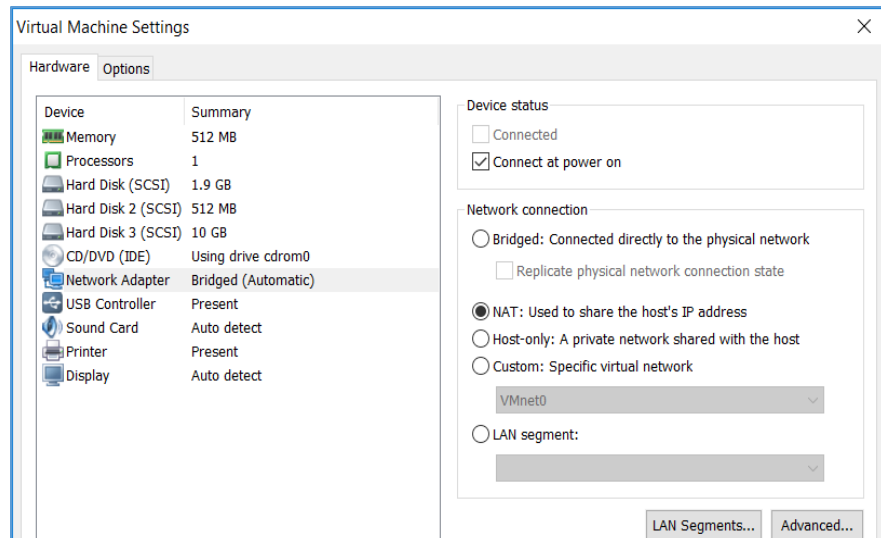 Virtual Machine Settings
Hardware Options
Device Summary
Memory 512 MB
Processors 1
Hard Disk (SCSI) 1.9 GB
Hard Disk 2 (SCSI) 512 MB
Hard Disk 3 (SCSI) 10 GB
CD/DVD (IDE) Using drive cdrom0
Network Adapter Bridged (Automatic)
USB Controller Present
Sound Card Auto detect
Printer Present
Display Auto detect
Device status
Connected
Connect at power on
Network connection
Bridged: Connected directly to the physical network
Replicate physical network connection state
NAT: Used to share the host's IP address
Host-only: A private network shared with the host
Custom: Specific virtual network
VMnet0
LAN segment:
LAN Segments... Advanced...